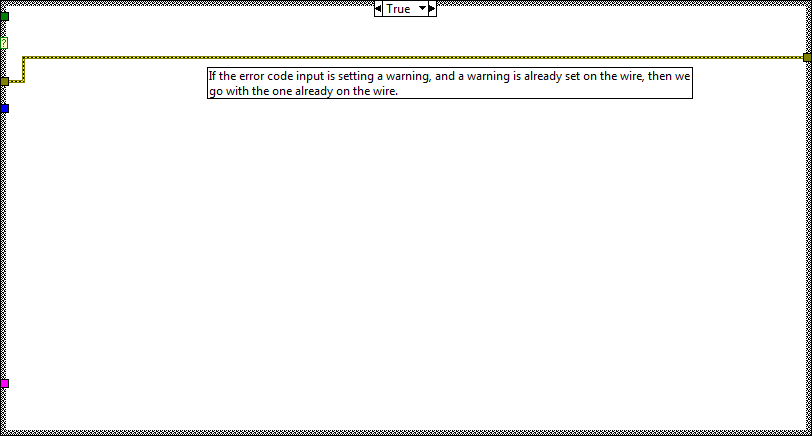 True
?
If the error code input is setting a warning, and a warning is already set on the wire, then we
go with the one already on the wire.